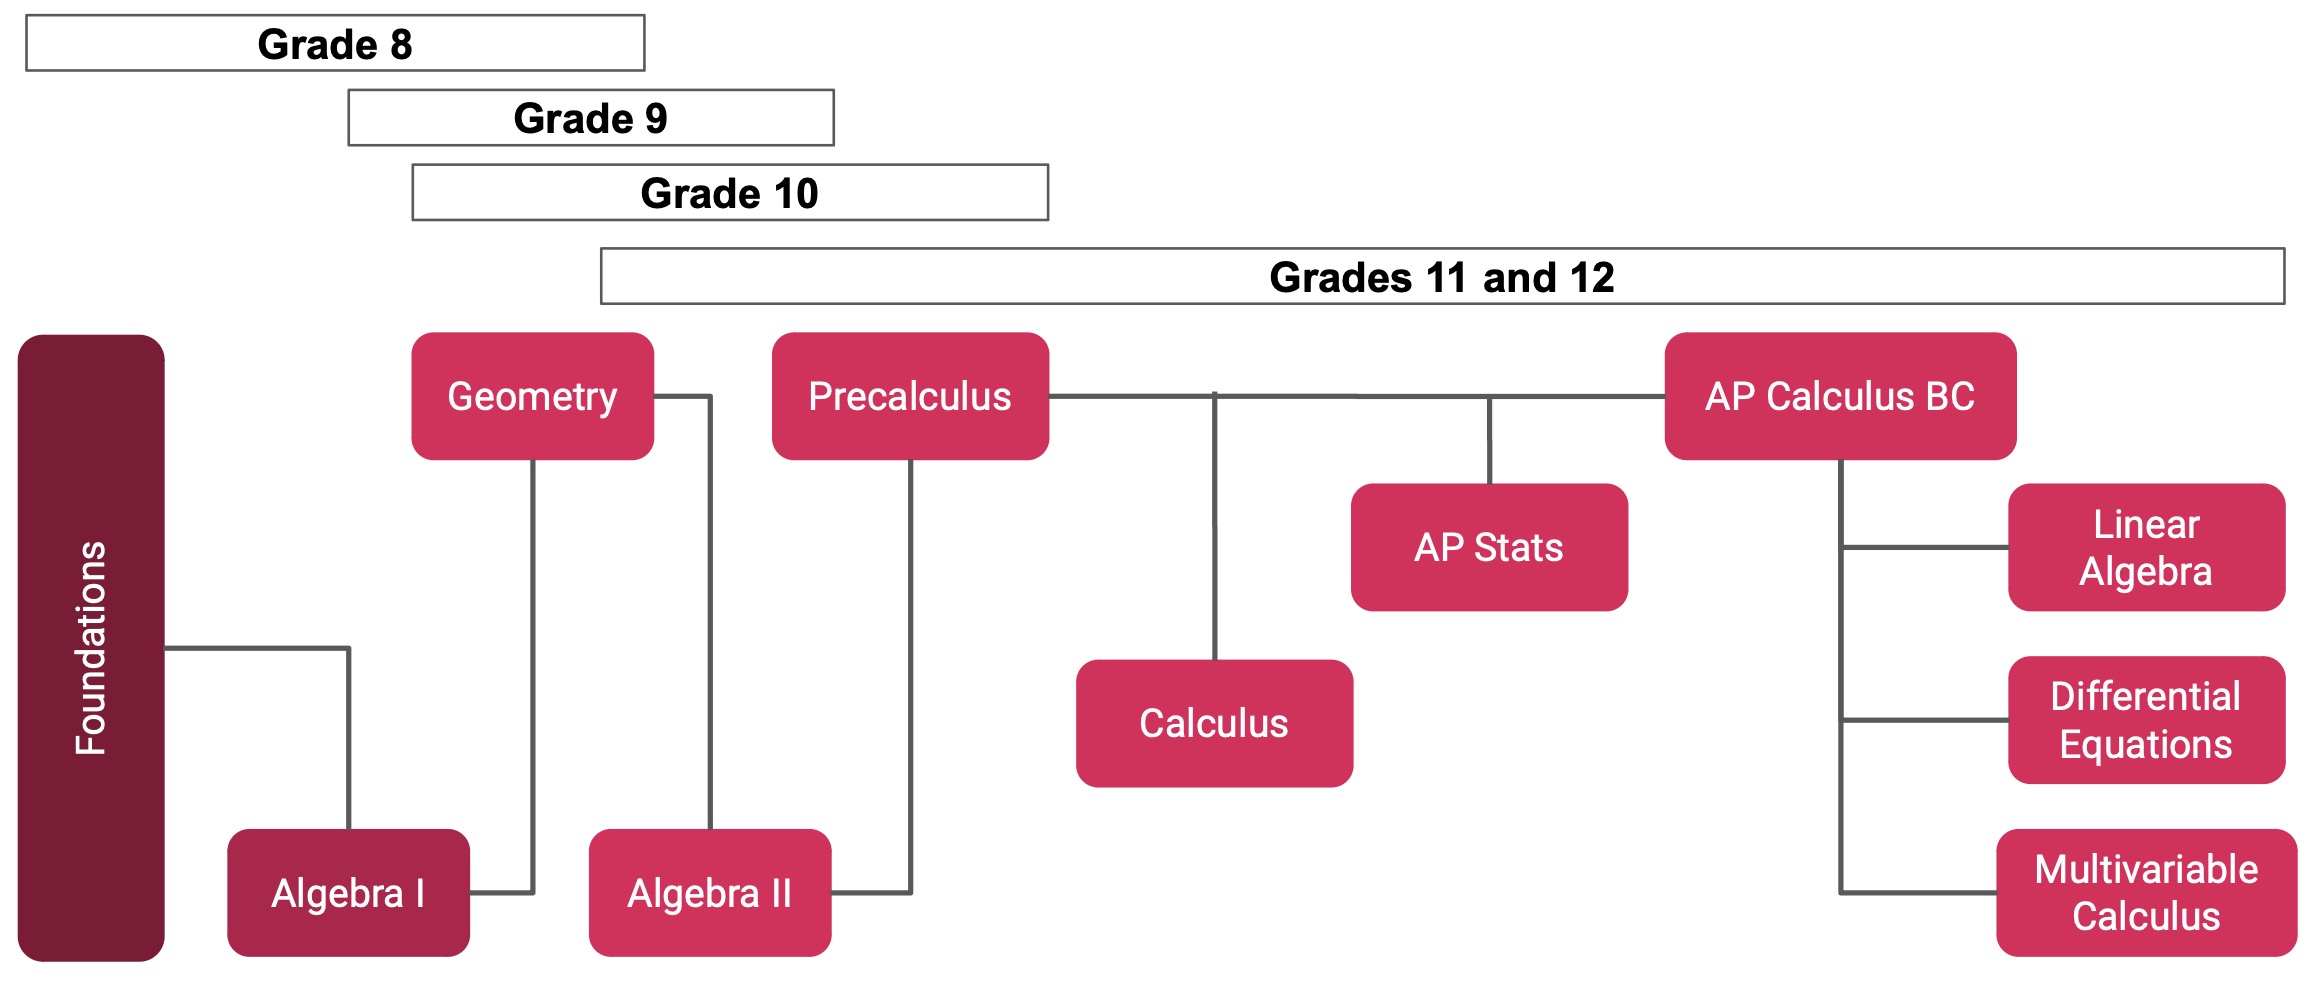 Grade 8
Grade 9
Grade 10
Grades 11 and 12
Geometry
Precalculus
AP Calculus BC
Foundations
AP Stats
Linear
Algebra
Calculus
Differential
Equations
Algebra I
Algebra II
Multivariable
Calculus